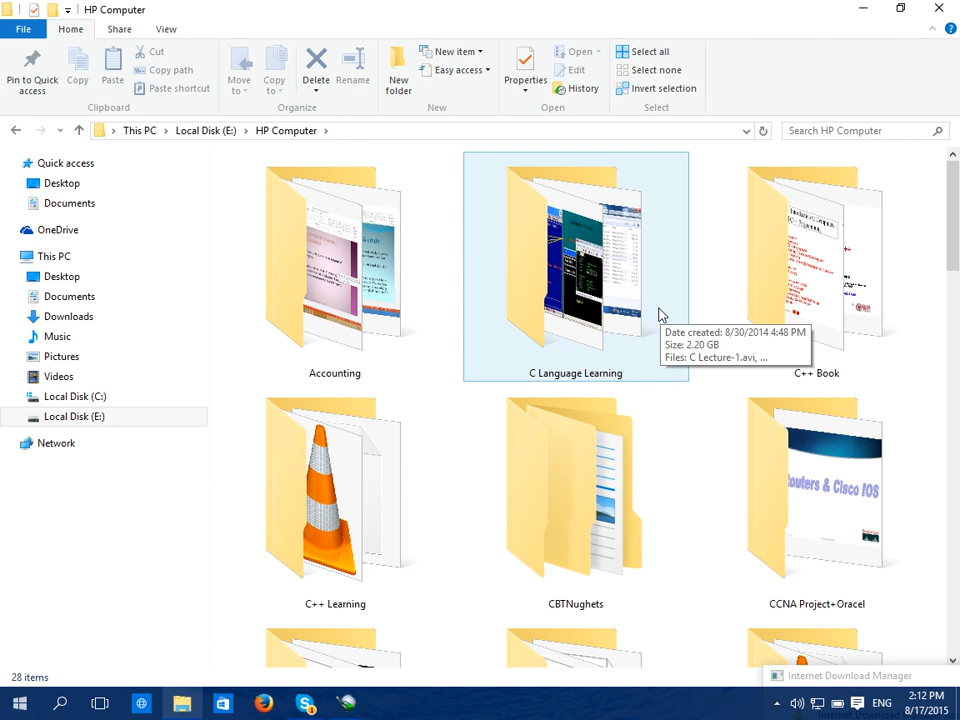 HP Computer
File
Home
Share
View
Pin to Quick access
Copy
Paste
Cut
Copy path
Paste shortcut
Clipboard
Move to
Copy to
Delete
Rename
Organize
New folder
New item
Easy access
New
Properties
Open
Edit
History
Open
Select all
Select none
Invert selection
Select
This PC > Local Disk (E:) > HP Computer >
Search HP Computer
Quick access
Desktop
Documents
OneDrive
This PC
Desktop
Documents
Downloads
Music
Pictures
Videos
Local Disk (C:)
Local Disk (E:)
Network
Accounting
C Language Learning
C++ Book
Date created: 8/30/2014 4:48 PM
Size: 2.20 GB
Files: C Lecture-1.avi, ...
Routers & Cisco IOS
C++ Learning
CBTNughets
CCNA Project+Oracel
28 items
Internet Download Manager
ENG
2:12 PM
8/17/2015